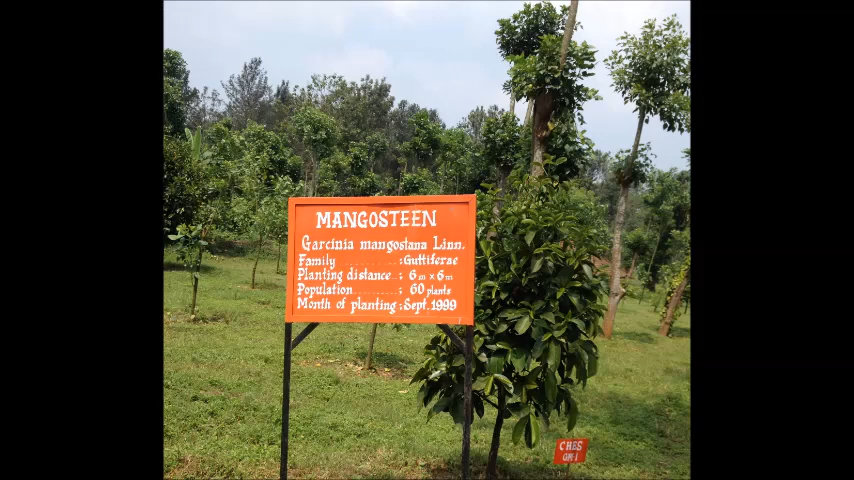 MANGOSTEEN
Garcinia mangostana Linn.
Family ............ : Guttiferae
Planting distance .. : 6m × 6m
Population ......... : 60 plants
Month of planting : Sept. 1999
CHES
GM-1